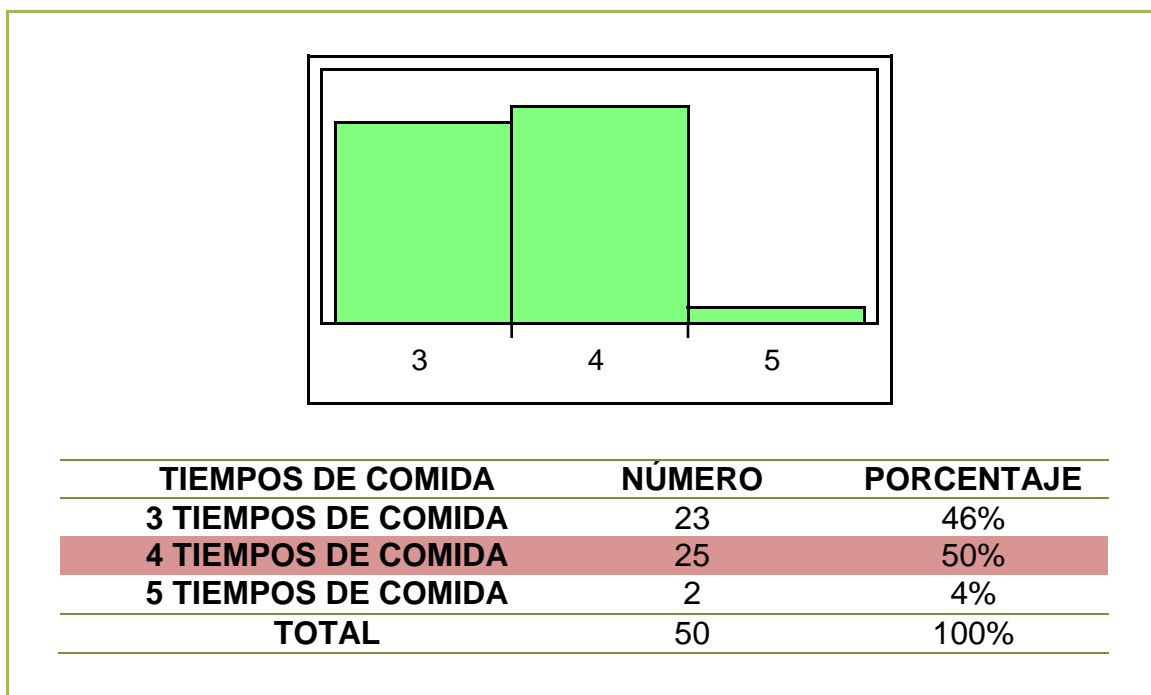 3 4 5
TIEMPOS DE COMIDA NÚMERO PORCENTAJE
3 TIEMPOS DE COMIDA 23 46%
4 TIEMPOS DE COMIDA 25 50%
5 TIEMPOS DE COMIDA 2 4%
TOTAL 50 100%